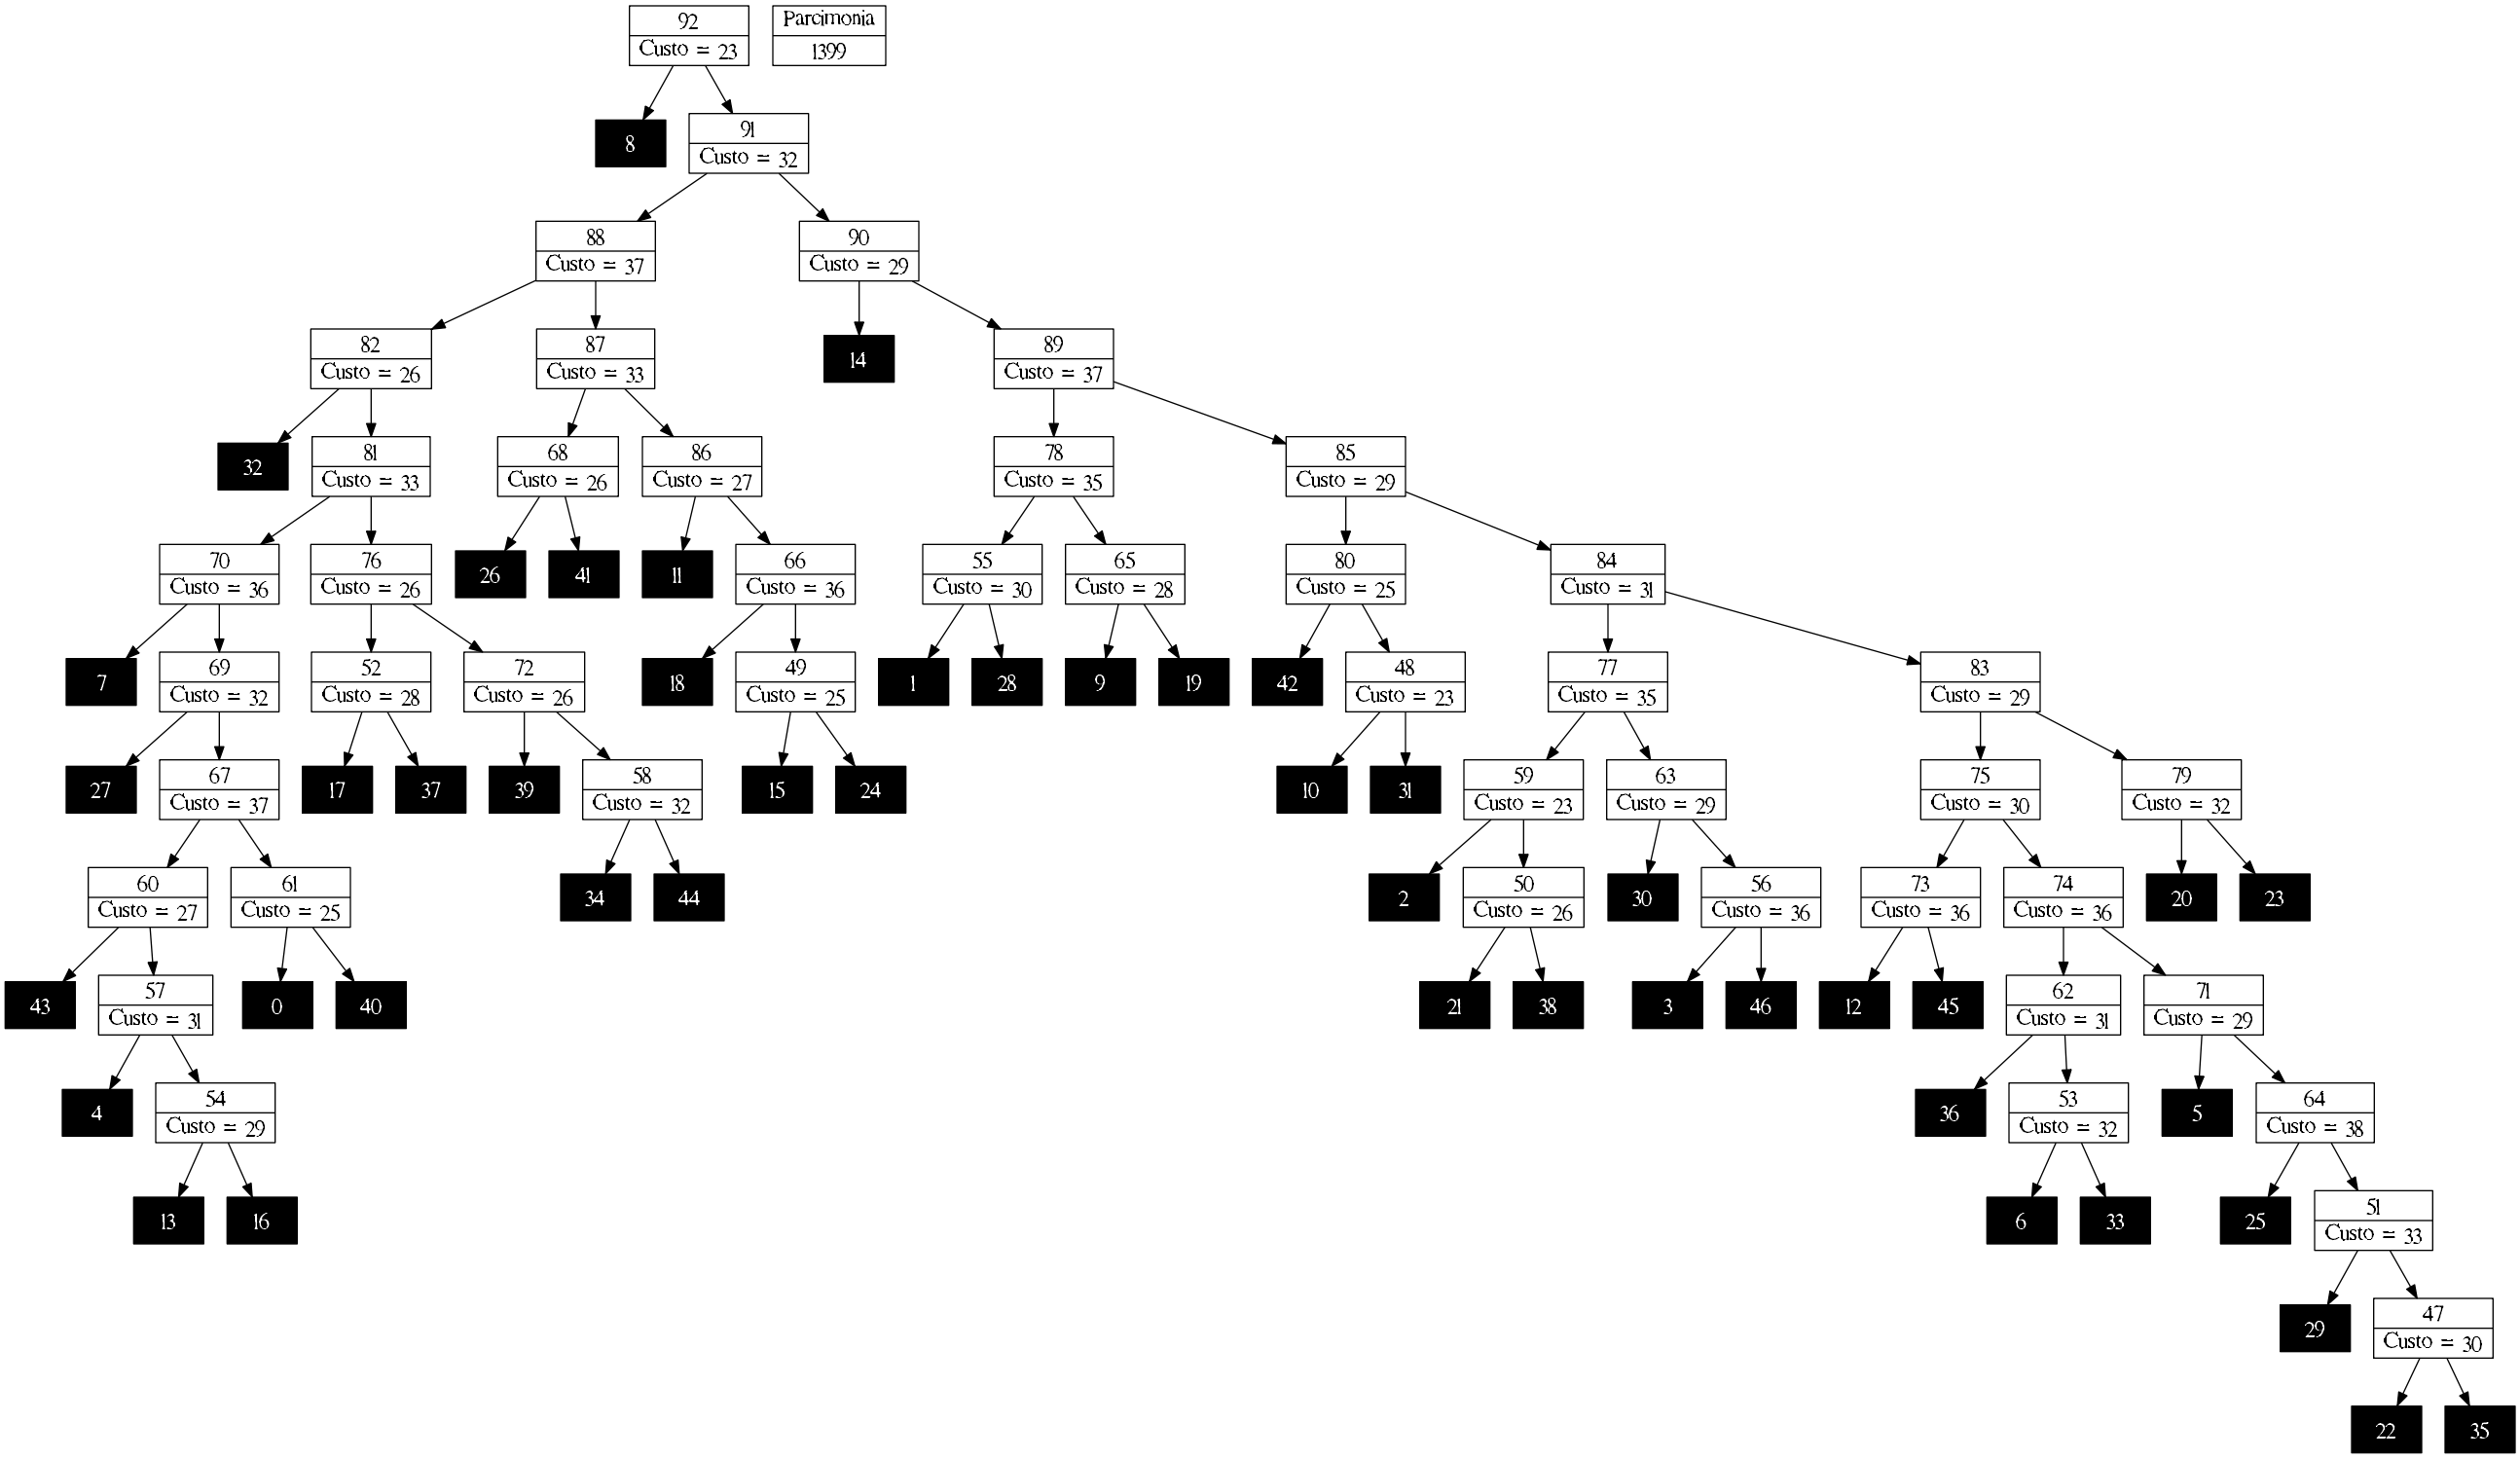 92
Custo = 23
Parcimonia
1399
8
91
Custo = 32
88
Custo = 37
90
Custo = 29
82
Custo = 26
87
Custo = 33
14
89
Custo = 37
32
81
Custo = 33
68
Custo = 26
86
Custo = 27
78
Custo = 35
85
Custo = 29
70
Custo = 36
76
Custo = 26
26
41
11
66
Custo = 36
55
Custo = 30
65
Custo = 28
80
Custo = 25
84
Custo = 31
7
69
Custo = 32
52
Custo = 28
72
Custo = 26
18
49
Custo = 25
1
28
9
19
42
48
Custo = 23
77
Custo = 35
83
Custo = 29
27
67
Custo = 37
17
37
39
58
Custo = 32
15
24
10
31
59
Custo = 23
63
Custo = 29
75
Custo = 30
79
Custo = 32
60
Custo = 27
61
Custo = 25
34
44
2
50
Custo = 26
30
56
Custo = 36
73
Custo = 36
74
Custo = 36
20
23
43
57
Custo = 31
0
40
21
38
3
46
12
45
62
Custo = 31
71
Custo = 29
4
54
Custo = 29
36
53
Custo = 32
5
64
Custo = 38
13
16
6
33
25
51
Custo = 33
29
47
Custo = 30
22
35